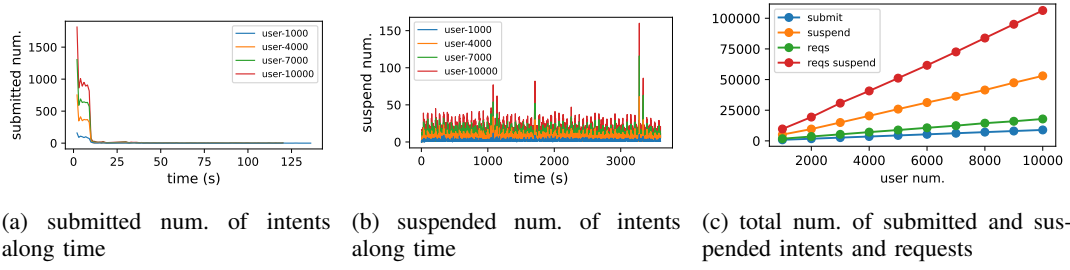 submitted num.
1500
1000
500
0
0
25
50
75
100
125
time (s)
user-1000
user-4000
user-7000
user-10000
suspend num.
150
100
50
0
0
1000
2000
3000
time (s)
user-1000
user-4000
user-7000
user-10000
100000
75000
50000
25000
0
2000
4000
6000
8000
10000
user num.
submit
suspend
reqs
reqs suspend
(a) submitted num. of intents
along time
(b) suspended num. of intents
along time
(c) total num. of submitted and sus-
pended intents and requests